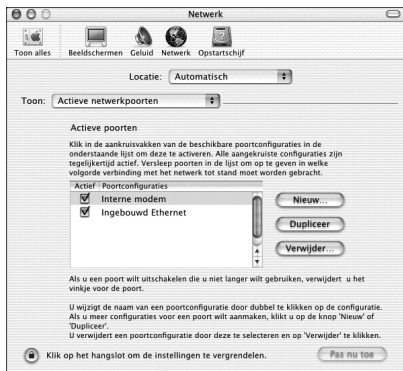 Netwerk
Toon alles Beeldschermen Geluid Netwerk Opstartschijf
Locatie: Automatisch
Toon: Actieve netwerkpoorten
Actieve poorten
Klik in de aankruisvakken van de beschikbare poortconfiguraties in de
onderstaande lijst om deze te activeren. Alle aangekruiste configuraties zijn
tegelijkertijd actief. Versleep poorten in de lijst om op te geven in welke
volgorde verbinding met het netwerk tot stand moet worden gebracht.
Actief Poortconfiguraties
Interne modem
Ingebouwd Ethernet
Nieuw...
Dupliceer
Verwijder...
Als u een poort wilt uitschakelen die u niet langer wilt gebruiken, verwijdert u het
vinkje voor de poort.
U wijzigt de naam van een poortconfiguratie door dubbel te klikken op de configuratie.
Als u meer configuraties voor een poort wilt aanmaken, klikt u op de knop 'Nieuw' of
'Dupliceer'.
U verwijdert een poortconfiguratie door deze te selecteren en op 'Verwijder' te klikken.
Klik op het hangslot om de instellingen te vergrendelen.
Pas nu toe